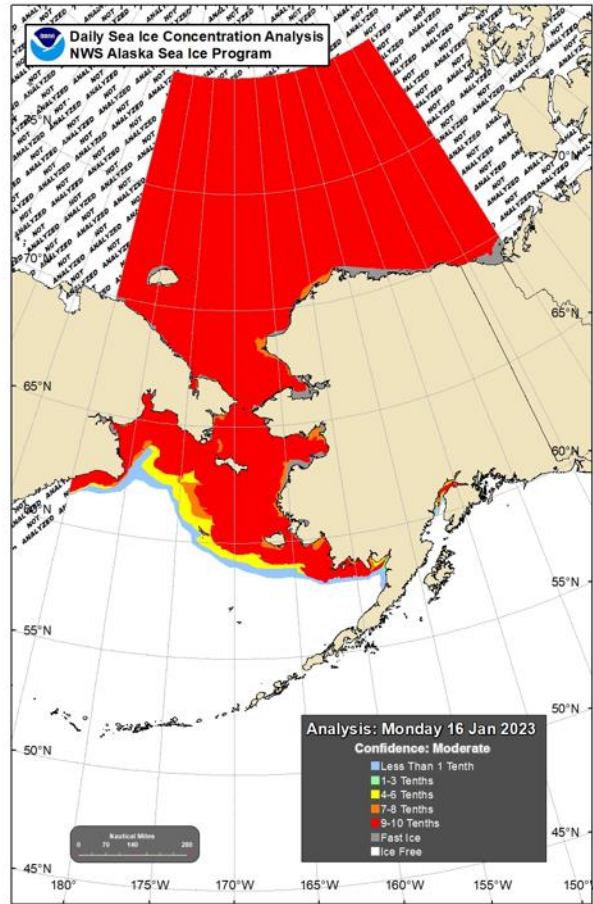 Daily Sea Ice Concentration Analysis
NWS Alaska Sea Ice Program
NOT ANALYZED
75°N
70°N
70°N
65°N
65°N
60°N
60°N
55°N
55°N
50°N
50°N
45°N
45°N
Analysis: Monday 16 Jan 2023
Confidence: Moderate
Less Than 1 Tenth
1-3 Tenths
4-6 Tenths
7-8 Tenths
9-10 Tenths
Fast Ice
Ice Free
Nautical Miles
0 70 140 280
180° 175°W 170°W 165°W 160°W 155°W 150°W